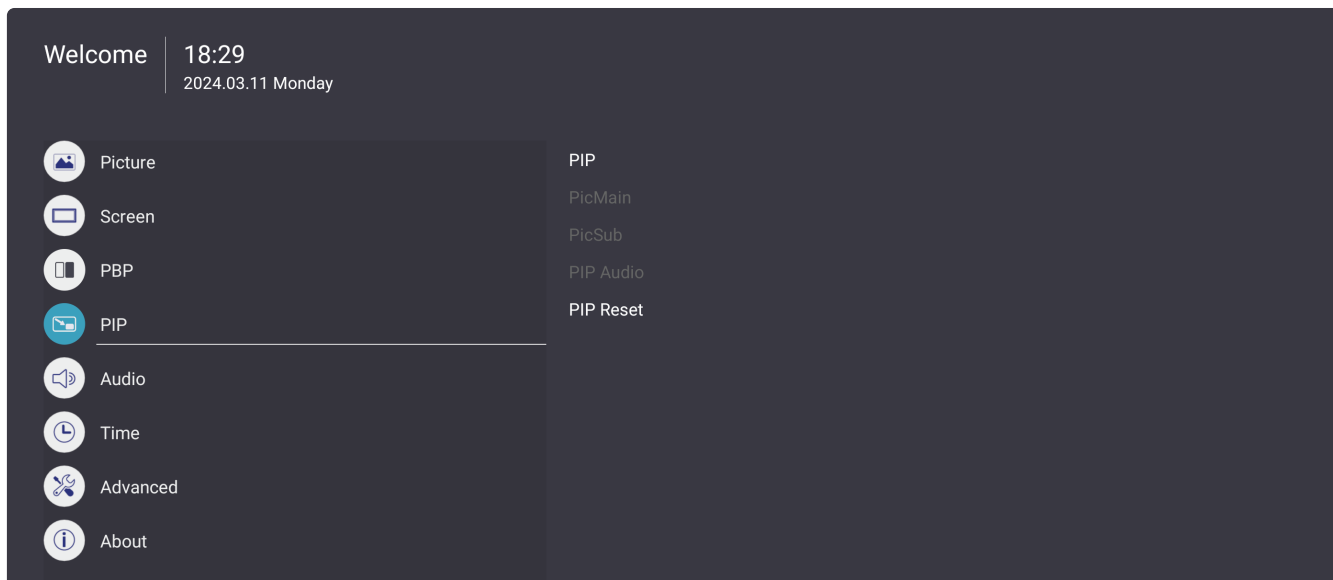 Welcome
18:29
2024.03.11 Monday
Picture
Screen
PBP
PIP
Audio
Time
Advanced
About
PIP
PicMain
PicSub
PIP Audio
PIP Reset